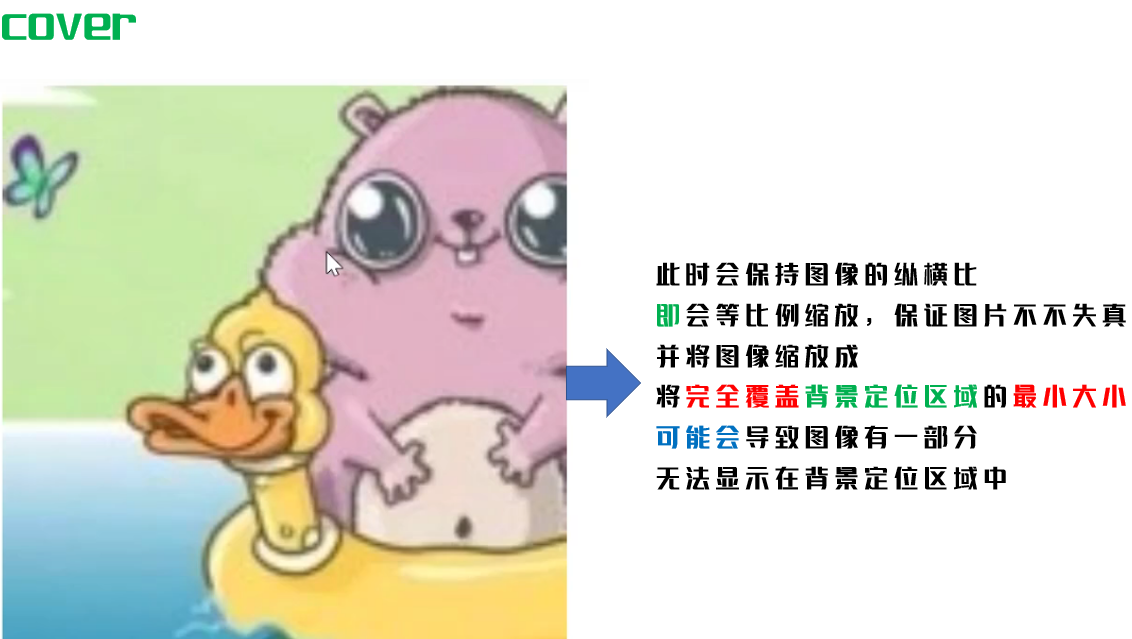 cover
此时会保持图像的纵横比
即会等比例缩放，保证图片不不失真
并将图像缩放成
将完全覆盖背景定位区域的最小大小
可能会导致图像有一部分
无法显示在背景定位区域中